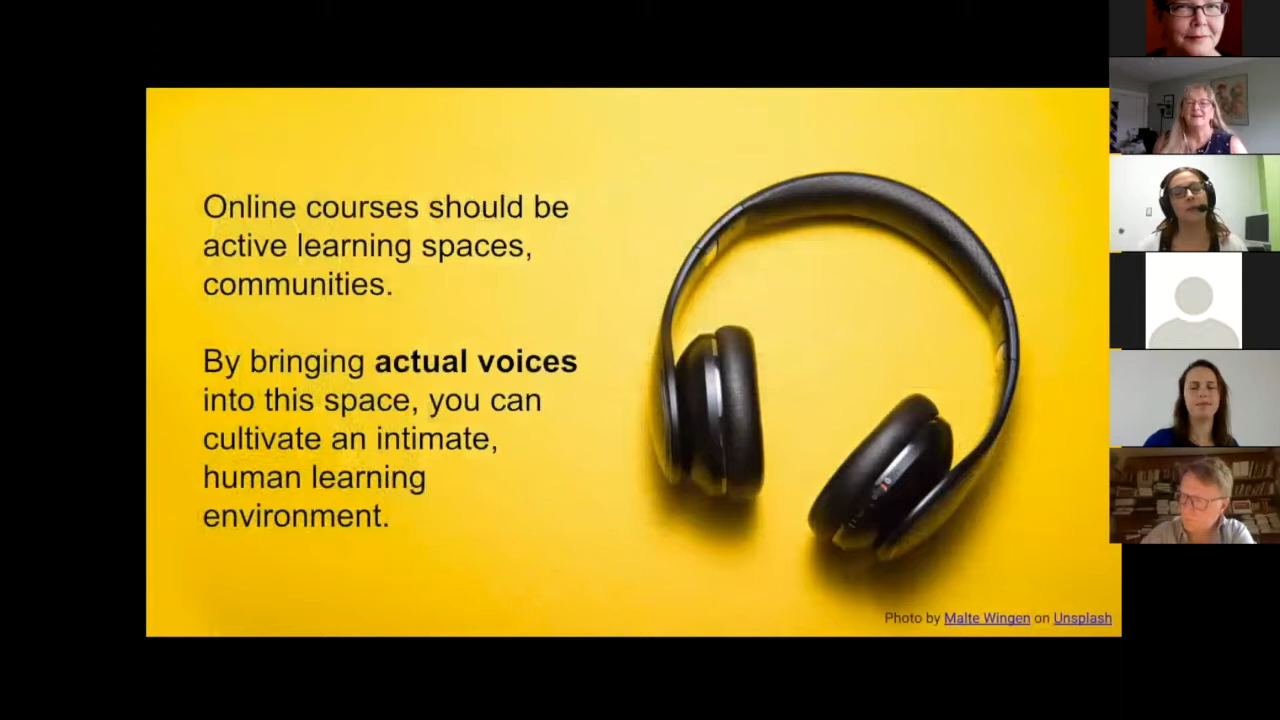 Online courses should be
active learning spaces,
communities.
By bringing actual voices
into this space, you can
cultivate an intimate,
human learning
environment.
Photo by Malte Wingen on Unsplash